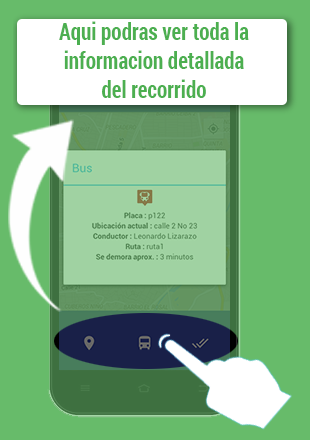 Aqui podras ver toda la
informacion detallada
del recorrido
Bus
Placa : p122
Ubicación actual : calle 2 No 23
Conductor : Leonardo Lizarazo
Ruta : ruta1
Se demora aprox. : 3 minutos